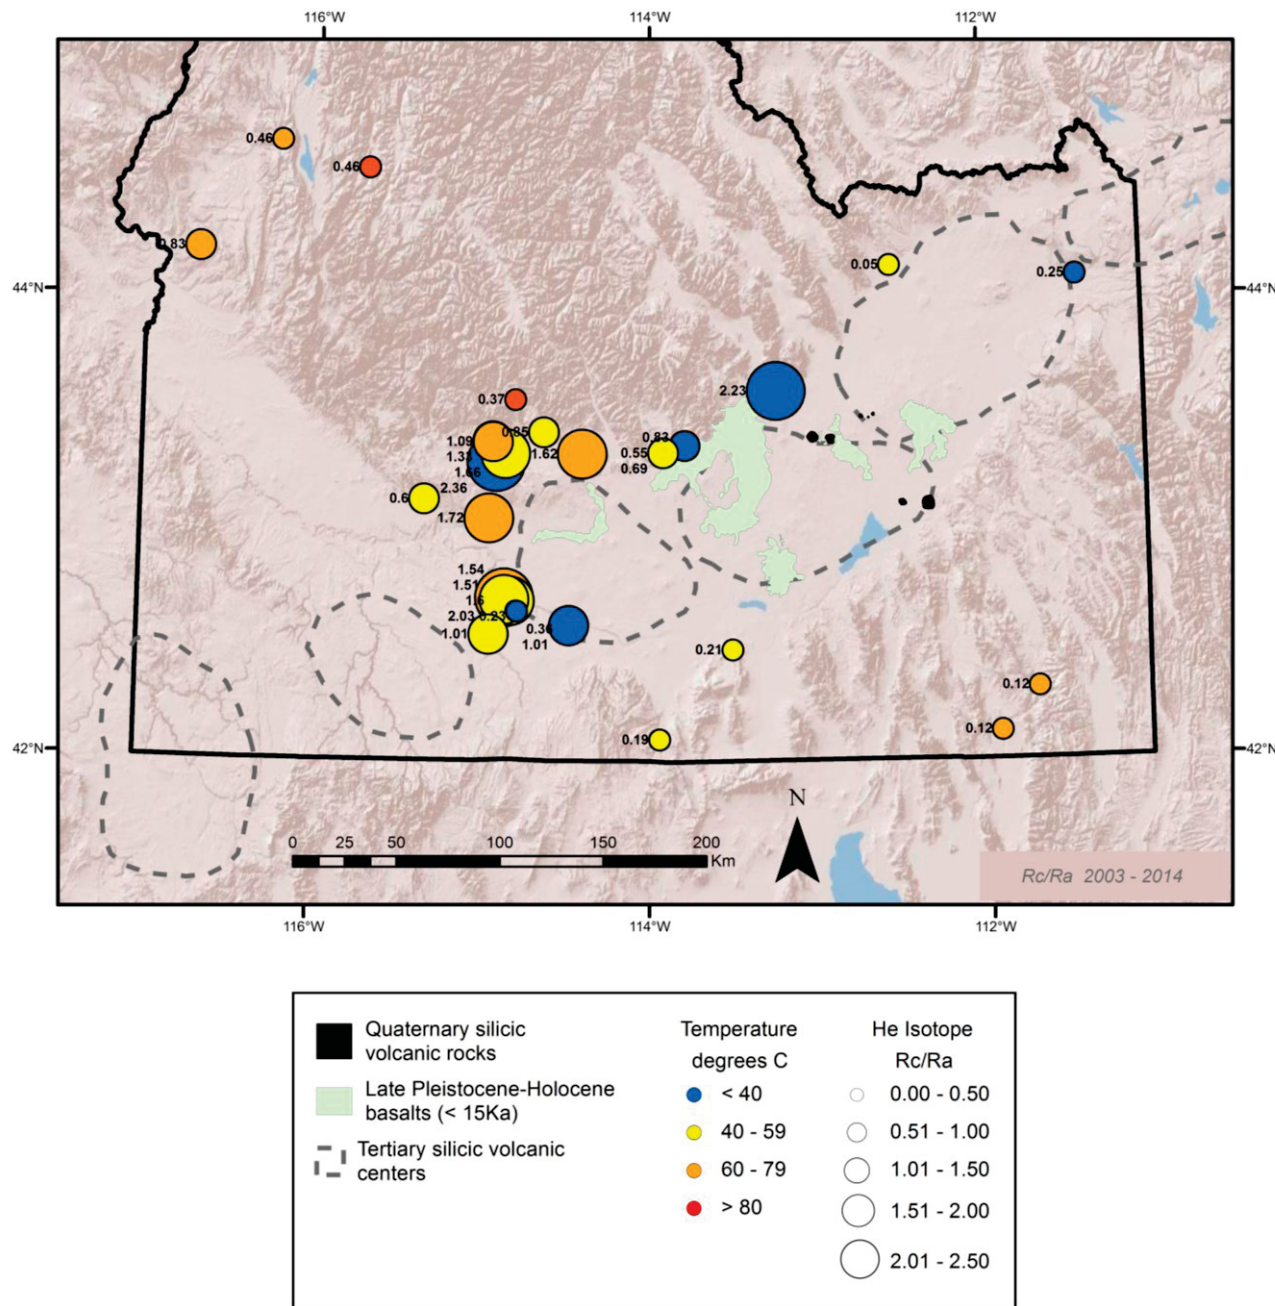 116°W 114°W 112°W
0.46
0.46
0.83
0.05
0.25
44°N 44°N
2.23
0.37
0.85
1.09
0.83
1.33
1.62
0.55
1.66
0.69
2.36
0.6
1.72
1.54
1.51
1.6
2.03 0.23
0.36
1.01
1.01
0.21
0.12
0.12
0.19
42°N 42°N
N
0 25 50 100 150 200
Km
Rc/Ra 2003 - 2014
116°W 114°W 112°W
Quaternary silicic
volcanic rocks
Late Pleistocene-Holocene
basalts (< 15Ka)
Tertiary silicic volcanic
centers
Temperature
degrees C
< 40
40 - 59
60 - 79
> 80
He Isotope
Rc/Ra
0.00 - 0.50
0.51 - 1.00
1.01 - 1.50
1.51 - 2.00
2.01 - 2.50